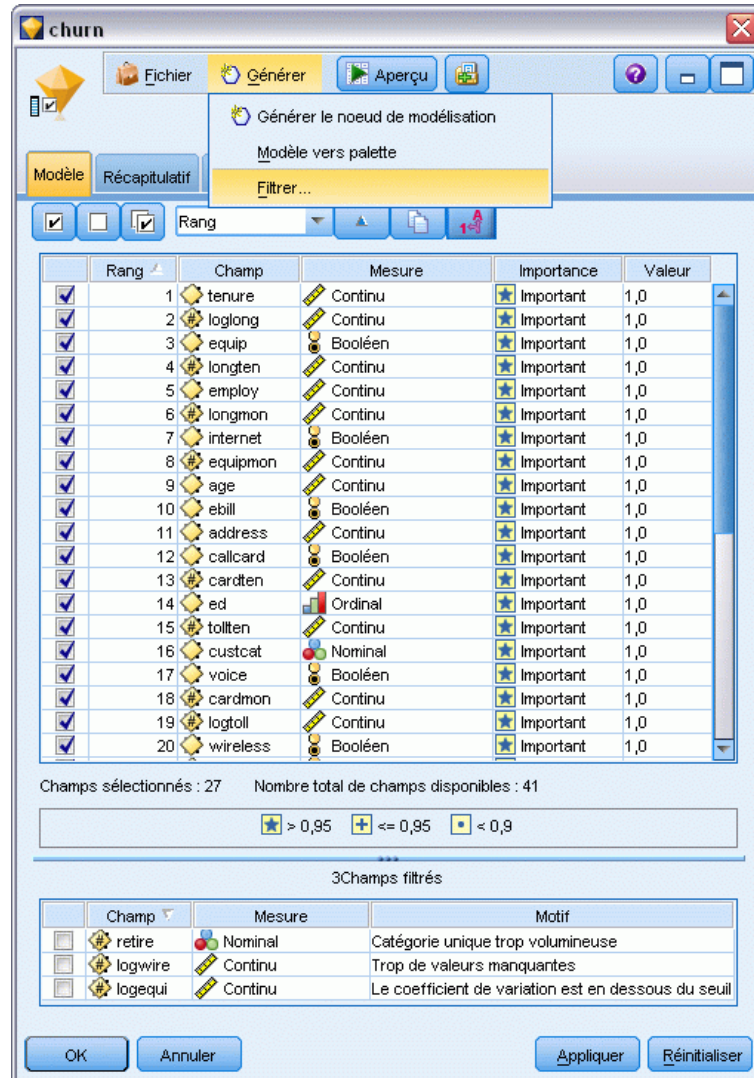 churn
Fichier Générer Aperçu
Générer le noeud de modélisation
Modèle vers palette
Filtrer...
Modèle Récapitulatif
Rang
Rang Champ Mesure Importance Valeur
1 tenure Continu Important 1,0
2 loglong Continu Important 1,0
3 equip Booléen Important 1,0
4 longten Continu Important 1,0
5 employ Continu Important 1,0
6 longmon Continu Important 1,0
7 internet Booléen Important 1,0
8 equipmon Continu Important 1,0
9 age Continu Important 1,0
10 ebill Booléen Important 1,0
11 address Continu Important 1,0
12 callcard Booléen Important 1,0
13 cardten Continu Important 1,0
14 ed Ordinal Important 1,0
15 tollten Continu Important 1,0
16 custcat Nominal Important 1,0
17 voice Booléen Important 1,0
18 cardmon Continu Important 1,0
19 logtoll Continu Important 1,0
20 wireless Booléen Important 1,0
Champs sélectionnés : 27 Nombre total de champs disponibles : 41
> 0,95 <= 0,95 < 0,9
3Champs filtrés
Champ Mesure Motif
retire Nominal Catégorie unique trop volumineuse
logwire Continu Trop de valeurs manquantes
logequi Continu Le coefficient de variation est en dessous du seuil
OK Annuler Appliquer Réinitialiser